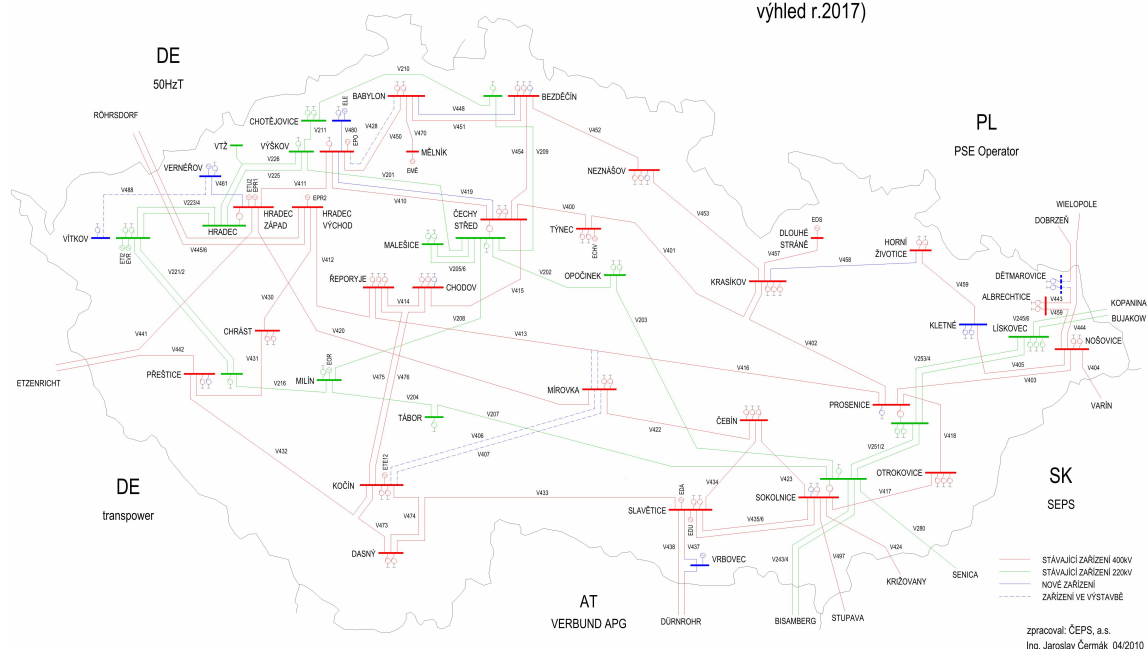 výhled r.2017)
DE
50HzT
RÖHRSDORF
V210
BABYLON
BEZDĚČÍN
V448
V451
ELE
V428
V450
V470
CHOTĚJOVICE
V211
V480
EPO
MĚLNÍK
EMĚ
V452
V454
V209
PL
PSE Operator
VTŽ
VÝŠKOV
VERNÉŘOV
V226
V225
V201
V461
ETU2
EPR1
V411
EPR2
V419
V410
NEZNÁŠOV
V488
V223/4
HRADEC
HRADEC
ZÁPAD
HRADEC
VÝCHOD
ČECHY
STŘED
V400
TÝNEC
ECHV
V401
V453
EDS
DLOUHÉ
STRÁNĚ
WIELOPOLE
DOBRZEŇ
VÍTKOV
ETI2
EVR
V445/6
MALEŠICE
V205/6
V202
OPOČINEK
V457
V458
HORNÍ
ŽIVOTICE
V221/2
V412
ŘEPORYJE
CHODOV
V414
V415
KRASÍKOV
DĚTMAROVICE
V459
ALBRECHTICE
V443
V459
KOPANINA
V245/6
BUJAKOW
V430
V208
V203
KLETNÉ
LÍSKOVEC
V444
NOŠOVICE
V441
CHRÁST
V420
V413
V402
V253/4
V405
V442
V431
EOR
V416
V403
V404
ETZENRICHT
PŘEŠTICE
V216
MILÍN
V475
V476
MÍROVKA
VARÍN
V204
PROSENICE
TÁBOR
V207
V422
ČEBÍN
V418
V432
V406
V407
V251/2
ETE12
OTROKOVICE
SK
SEPS
DE
transpower
KOČÍN
V434
V423
SOKOLNICE
V417
V433
EDA
SLAVĚTICE
V474
V473
EDU
V435/6
DASNÝ
V438
V437
VRBOVEC
V243/4
V497
V424
V280
SENICA
KRIŽOVANY
AT
VERBUND APG
DÜRNROHR
BISAMBERG
STUPAVA
STÁVAJÍCÍ ZAŘÍZENÍ 400kV
STÁVAJÍCÍ ZAŘÍZENÍ 220kV
NOVÉ ZAŘÍZENÍ
ZAŘÍZENÍ VE VÝSTAVBĚ
zpracoval: ČEPS, a.s.
Ing. Jaroslav Čermák 04/2010